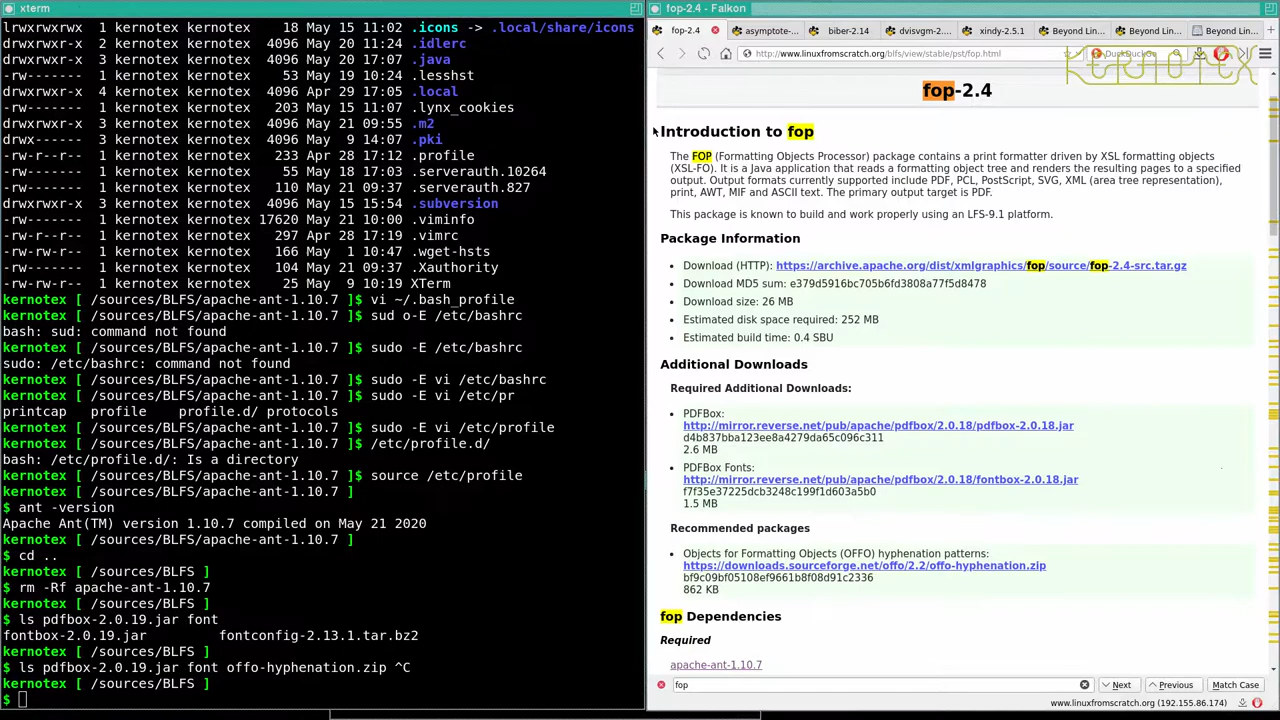 xterm
lrwxrwxrwx  1 kernotex kernotex    18 May 15 11:02 .icons -> .local/share/icons
drwxrwxr-x  2 kernotex kernotex  4096 May 20 11:24 .idlerc
drwxrwxr-x  4 kernotex kernotex  4096 May 20 17:00 .java
-rw-------  1 kernotex kernotex    53 May 19 10:24 .lesshst
drwxrwxr-x  4 kernotex kernotex  4096 Apr 29 17:05 .local
-rw-------  1 kernotex kernotex   203 May 15 11:07 .lynx_cookies
drwxrwxr-x  3 kernotex kernotex  4096 May 21 09:55 .m2
drwx------  3 kernotex kernotex  4096 May  9 14:07 .pki
-rw-r--r--  1 kernotex kernotex   233 Apr 28 17:12 .profile
-rw-------  1 kernotex kernotex    55 May 18 17:03 .serverauth.10264
-rw-------  1 kernotex kernotex   110 May 21 09:37 .serverauth.827
drwxrwxr-x  3 kernotex kernotex  4096 May 15 15:54 .subversion
-rw-------  1 kernotex kernotex 17620 May 21 10:00 .viminfo
-rw-rw-r--  1 kernotex kernotex   297 Apr 28 17:19 .vimrc
-rw-rw-r--  1 kernotex kernotex   166 May  1 10:47 .wget-hsts
-rw-------  1 kernotex kernotex   104 May 21 09:37 .Xauthority
-rw-rw-r--  1 kernotex kernotex    25 May  9 10:19 XTerm
kernotex [ /sources/BLFS/apache-ant-1.10.7 ]$ vi ~/.bash_profile
kernotex [ /sources/BLFS/apache-ant-1.10.7 ]$ sud o-E /etc/bashrc
bash: sud: command not found
kernotex [ /sources/BLFS/apache-ant-1.10.7 ]$ sudo -E /etc/bashrc
sudo: /etc/bashrc: command not found
kernotex [ /sources/BLFS/apache-ant-1.10.7 ]$ sudo -E vi /etc/bashrc
kernotex [ /sources/BLFS/apache-ant-1.10.7 ]$ sudo -E vi /etc/pr
printcap   profile    profile.d/ protocols
kernotex [ /sources/BLFS/apache-ant-1.10.7 ]$ sudo -E vi /etc/profile
kernotex [ /sources/BLFS/apache-ant-1.10.7 ]$ /etc/profile.d/
bash: /etc/profile.d/: Is a directory
kernotex [ /sources/BLFS/apache-ant-1.10.7 ]$ source /etc/profile
kernotex [ /sources/BLFS/apache-ant-1.10.7 ]
$ ant -version
Apache Ant(TM) version 1.10.7 compiled on May 21 2020
kernotex [ /sources/BLFS/apache-ant-1.10.7 ]
$ cd ..
kernotex [ /sources/BLFS ]
$ rm -Rf apache-ant-1.10.7
kernotex [ /sources/BLFS ]
$ ls pdfbox-2.0.19.jar font
fontbox-2.0.19.jar         fontconfig-2.13.1.tar.bz2
kernotex [ /sources/BLFS ]
$ ls pdfbox-2.0.19.jar font offo-hyphenation.zip ^C
kernotex [ /sources/BLFS ]
$
fop-2.4 - Falkon
fop-2.4 asymptote-... biber-2.14 dvisvgm-2... xindy-2.5.1 Beyond Lin... Beyond Lin... Beyond Linu
http://www.linuxfromscratch.org/blfs/view/stable/pst/fop.html
DuckDuckGo
KERNOTEX
fop-2.4
Introduction to fop
The FOP (Formatting Objects Processor) package contains a print formatter driven by XSL formatting objects
(XSL-FO). It is a Java application that reads a formatting object tree and renders the resulting pages to a specified
output. Output formats currently supported include PDF, PCL, PostScript, SVG, XML (area tree representation),
print, AWT, MIF and ASCII text. The primary output target is PDF.
This package is known to build and work properly using an LFS-9.1 platform.
Package Information
• Download (HTTP): https://archive.apache.org/dist/xmlgraphics/fop/source/fop-2.4-src.tar.gz
• Download MD5 sum: e379d5916bc705b6fd3808a77f5d8478
• Download size: 26 MB
• Estimated disk space required: 252 MB
• Estimated build time: 0.4 SBU
Additional Downloads
Required Additional Downloads:
• PDFBox:
http://mirror.reverse.net/pub/apache/pdfbox/2.0.18/pdfbox-2.0.18.jar
d4b837bba123ee8a4279da65c096c311
2.6 MB
• PDFBox Fonts:
http://mirror.reverse.net/pub/apache/pdfbox/2.0.18/fontbox-2.0.18.jar
f7f35e37225dcb3248c199f1d603a5b0
1.5 MB
Recommended packages
• Objects for Formatting Objects (OFFO) hyphenation patterns:
https://downloads.sourceforge.net/offo/2.2/offo-hyphenation.zip
bf9c09bf05108ef9661b8f08d91c2336
862 KB
fop Dependencies
Required
apache-ant-1.10.7
fop
Next
Previous
Match Case
www.linuxfromscratch.org (192.155.86.174)